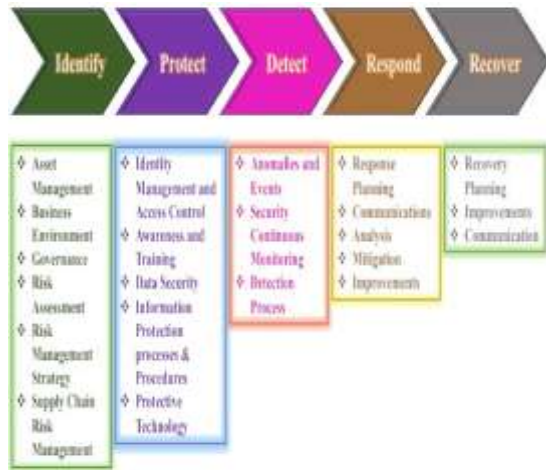 Identify
Protect
Detect
Respond
Recover
❖ Asset
Management
❖ Business
Environment
❖ Governance
❖ Risk
Assessment
❖ Risk
Management
Strategy
❖ Supply Chain
Risk
Management
❖ Identity
Management and
Access Control
❖ Awareness and
Training
❖ Data Security
❖ Information
Protection
processes &
Procedures
❖ Protective
Technology
❖ Anomalies and
Events
❖ Security
Continuous
Monitoring
❖ Detection
Process
❖ Response
Planning
❖ Communications
❖ Analysis
❖ Mitigation
❖ Improvements
❖ Recovery
Planning
❖ Improvements
❖ Communication